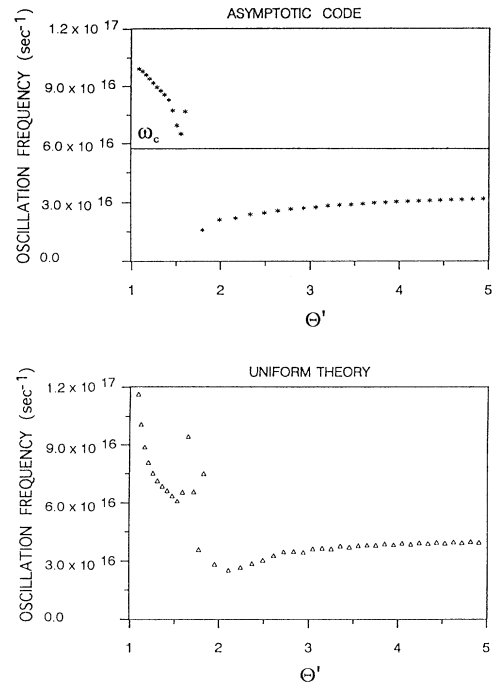 ASYMPTOTIC CODE
OSCILLATION FREQUENCY (sec⁻¹)
1.2 x 10 17
9.0 x 10 16
6.0 x 10 16
3.0 x 10 16
0.0
ω_c
1 2 3 4 5
Θ'
UNIFORM THEORY
OSCILLATION FREQUENCY (sec⁻¹)
1.2 x 10 17
9.0 x 10 16
6.0 x 10 16
3.0 x 10 16
0.0
1 2 3 4 5
Θ'